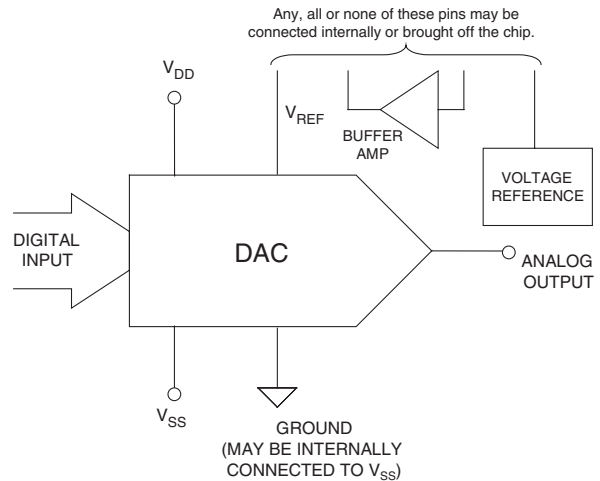 Any, all or none of these pins may be
connected internally or brought off the chip.
V_DD
V_REF
BUFFER
AMP
VOLTAGE
REFERENCE
DIGITAL
INPUT
DAC
ANALOG
OUTPUT
V_SS
GROUND
(MAY BE INTERNALLY
CONNECTED TO V_SS)